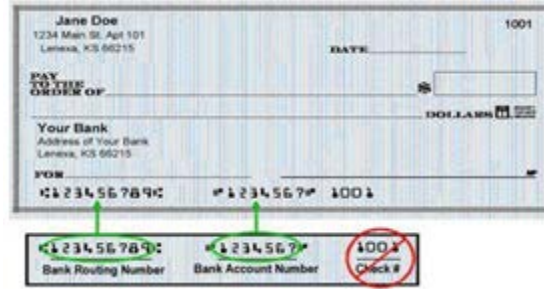 Jane Doe
1001
1234 Main St. Apt 101
Lenexa, KS 66215
DATE
PAY
TO THE
ORDER OF
$
DOLLARS
Your Bank
Address of Your Bank
Lenexa, KS 66215
FOR
⑆123456789⑆ ⑈1234567⑈ 1001
⑆123456789⑆ ⑈1234567⑈ 1001
Bank Routing Number Bank Account Number Check #